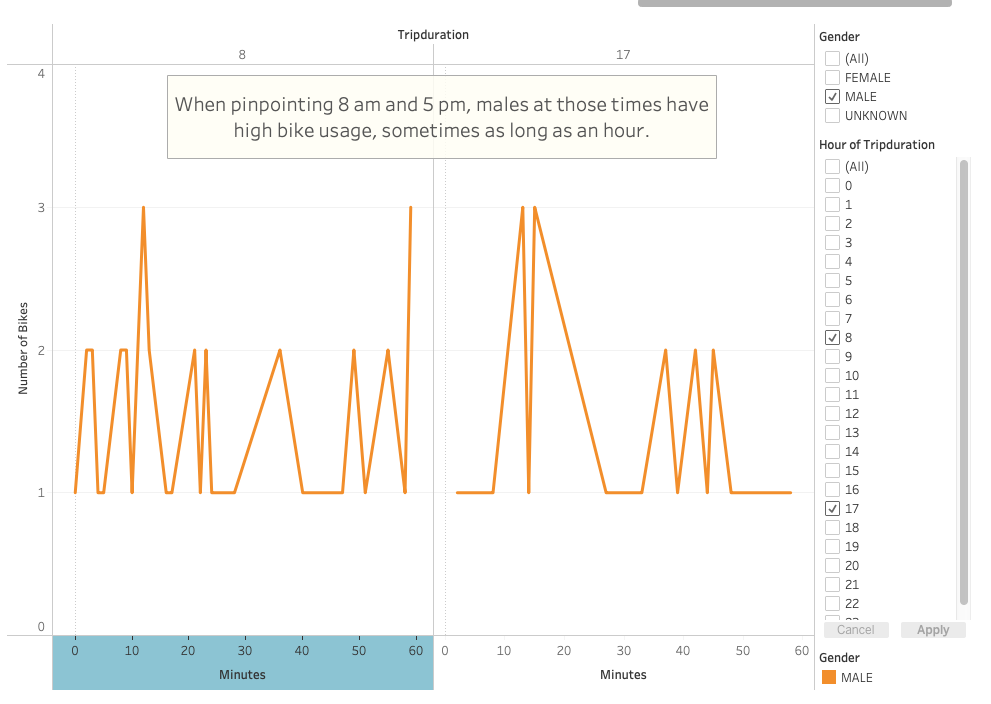 Tripduration
8
17
4
When pinpointing 8 am and 5 pm, males at those times have
high bike usage, sometimes as long as an hour.
3
2
1
0
Number of Bikes
0 10 20 30 40 50 60
0 10 20 30 40 50 60
Minutes
Minutes
Gender
(All)
FEMALE
MALE
UNKNOWN
Hour of Tripduration
(All)
0
1
2
3
4
5
6
7
8
9
10
11
12
13
14
15
16
17
18
19
20
21
22
Cancel
Apply
Gender
MALE